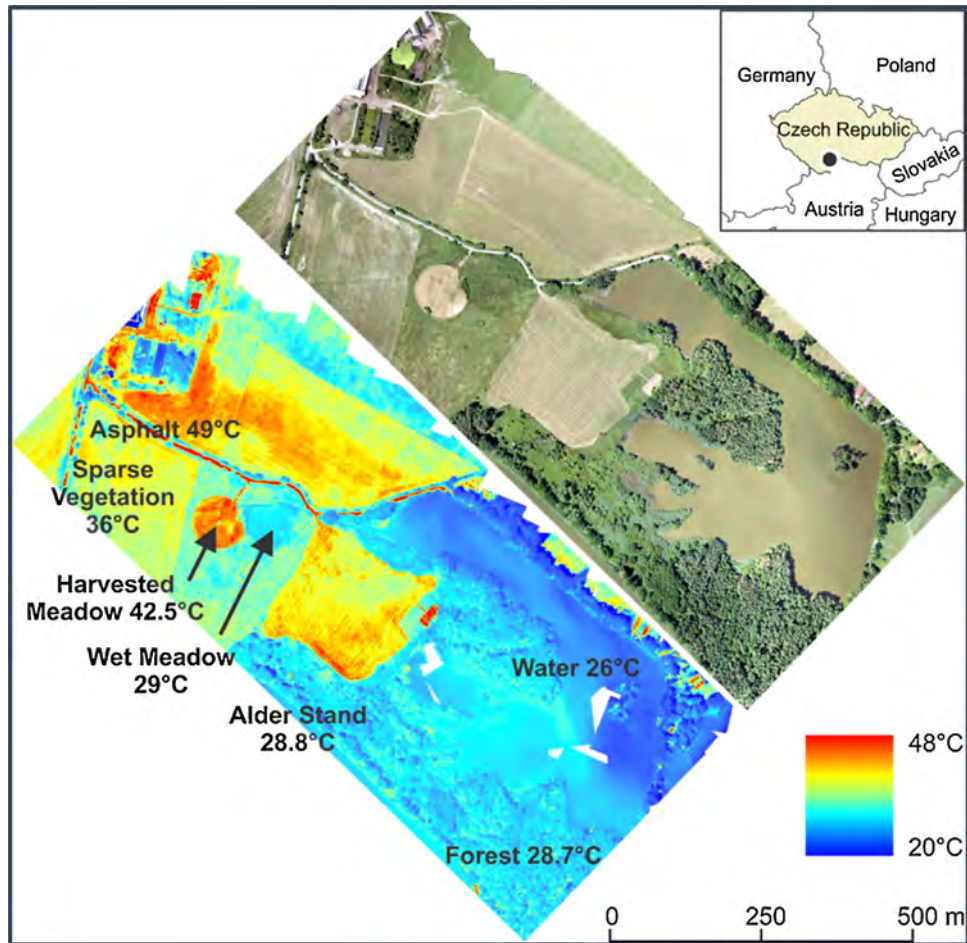 Germany
Poland
Czech Republic
Slovakia
Austria
Hungary
Asphalt 49°C
Sparse
Vegetation
36°C
Harvested
Meadow 42.5°C
Wet Meadow
29°C
Water 26°C
Alder Stand
28.8°C
Forest 28.7°C
48°C
20°C
0 250 500 m